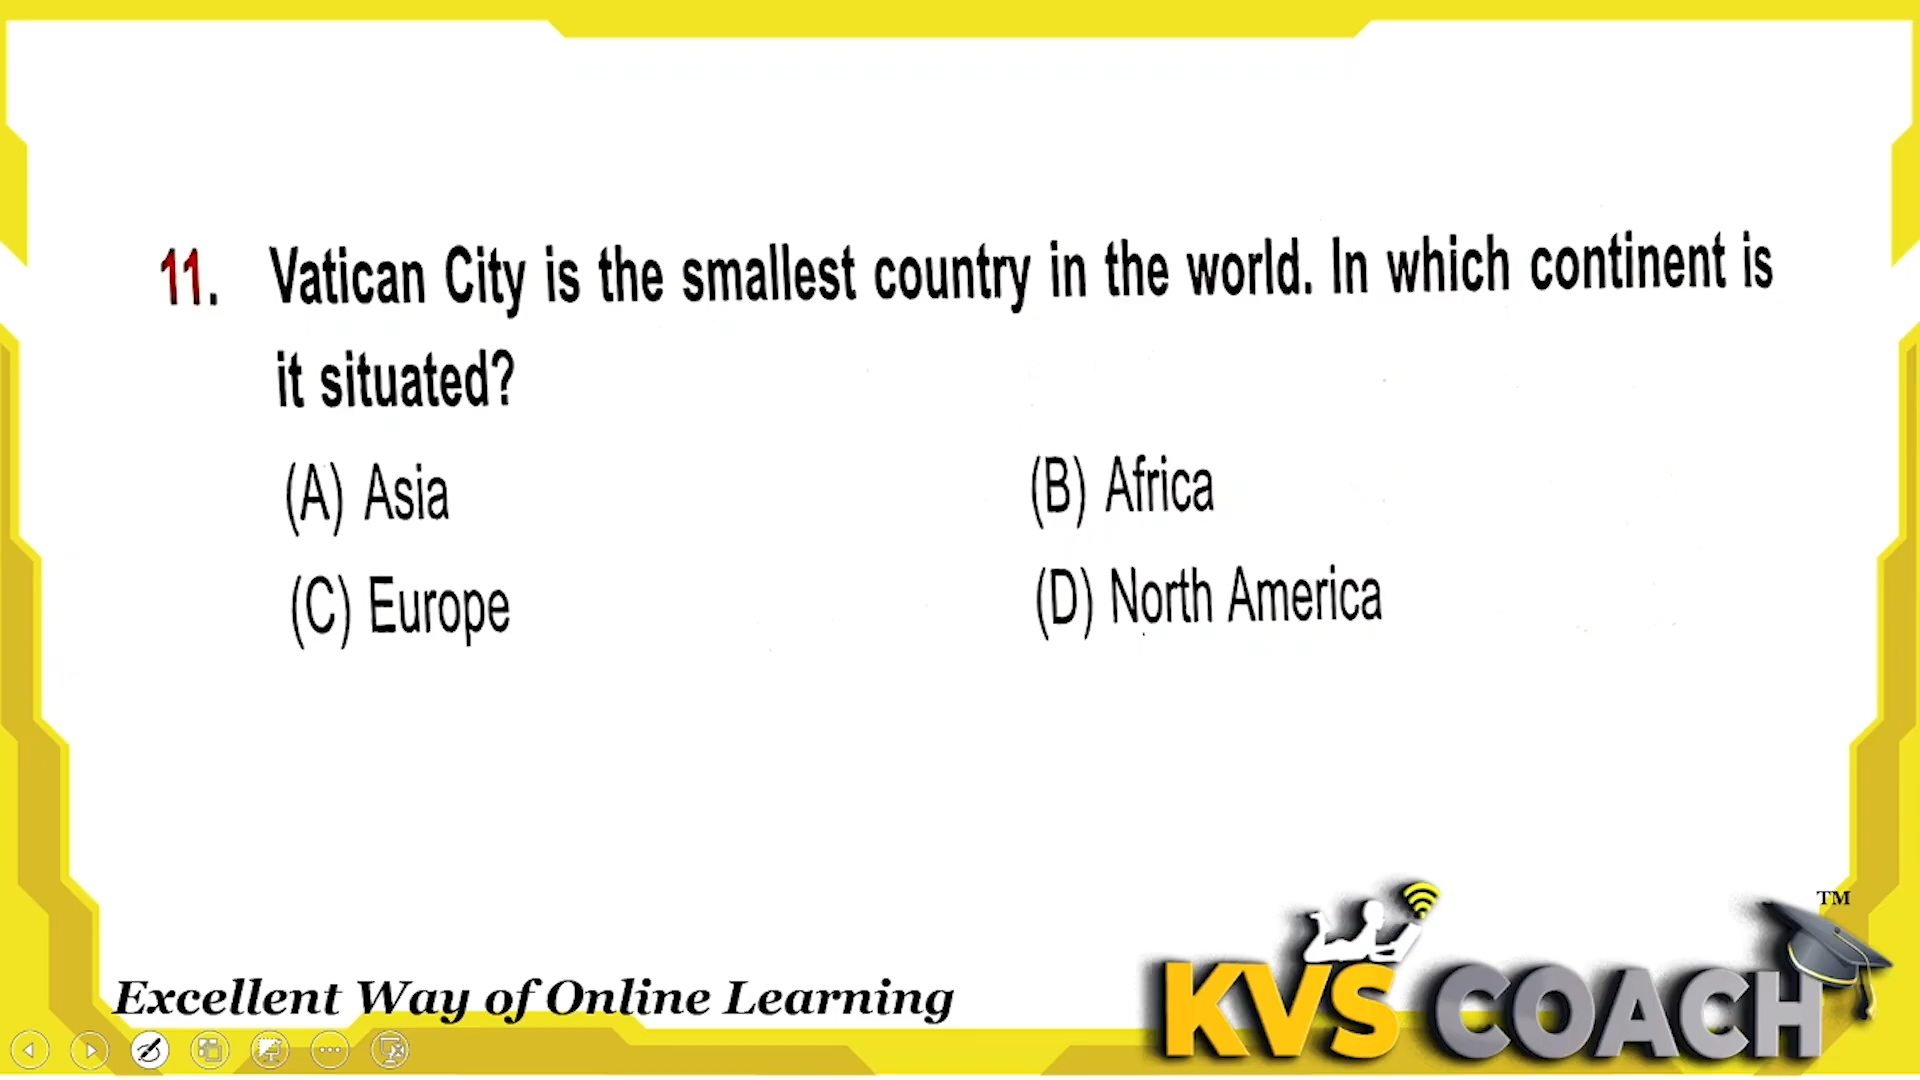 11. Vatican City is the smallest country in the world. In which continent is
it situated?
(A) Asia (B) Africa
(C) Europe (D) North America
Excellent Way of Online Learning
KVS COACH TM